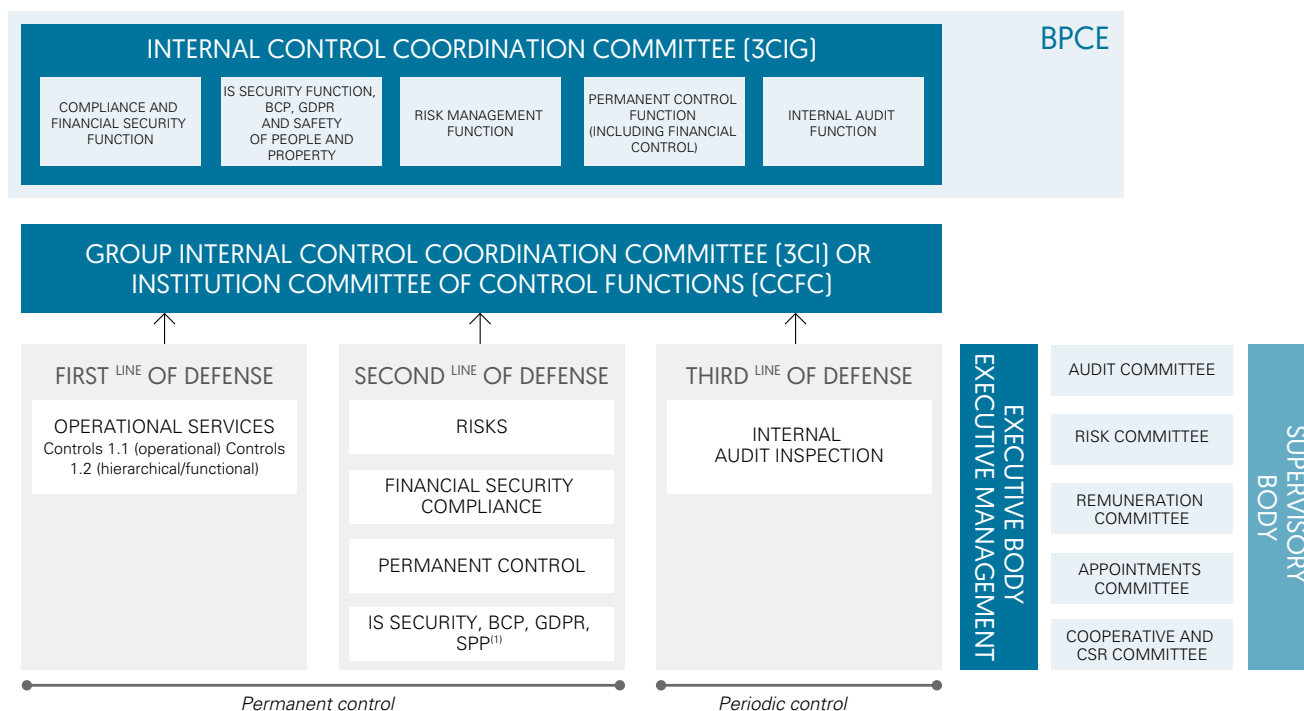 INTERNAL CONTROL COORDINATION COMMITTEE (3CIG)
BPCE
COMPLIANCE AND
FINANCIAL SECURITY
FUNCTION
IS SECURITY FUNCTION,
BCP, GDPR
AND SAFETY
OF PEOPLE AND
PROPERTY
RISK MANAGEMENT
FUNCTION
PERMANENT CONTROL
FUNCTION
(INCLUDING FINANCIAL
CONTROL)
INTERNAL AUDIT
FUNCTION
GROUP INTERNAL CONTROL COORDINATION COMMITTEE (3CI) OR
INSTITUTION COMMITTEE OF CONTROL FUNCTIONS (CCFC)
FIRST LINE OF DEFENSE
OPERATIONAL SERVICES
Controls 1.1 (operational) Controls
1.2 (hierarchical/functional)
SECOND LINE OF DEFENSE
RISKS
FINANCIAL SECURITY
COMPLIANCE
PERMANENT CONTROL
IS SECURITY, BCP, GDPR,
SPP(1)
THIRD LINE OF DEFENSE
INTERNAL
AUDIT INSPECTION
EXECUTIVE BODY
EXECUTIVE MANAGEMENT
AUDIT COMMITTEE
RISK COMMITTEE
REMUNERATION
COMMITTEE
APPOINTMENTS
COMMITTEE
COOPERATIVE AND
CSR COMMITTEE
SUPERVISORY
BODY
Permanent control
Periodic control